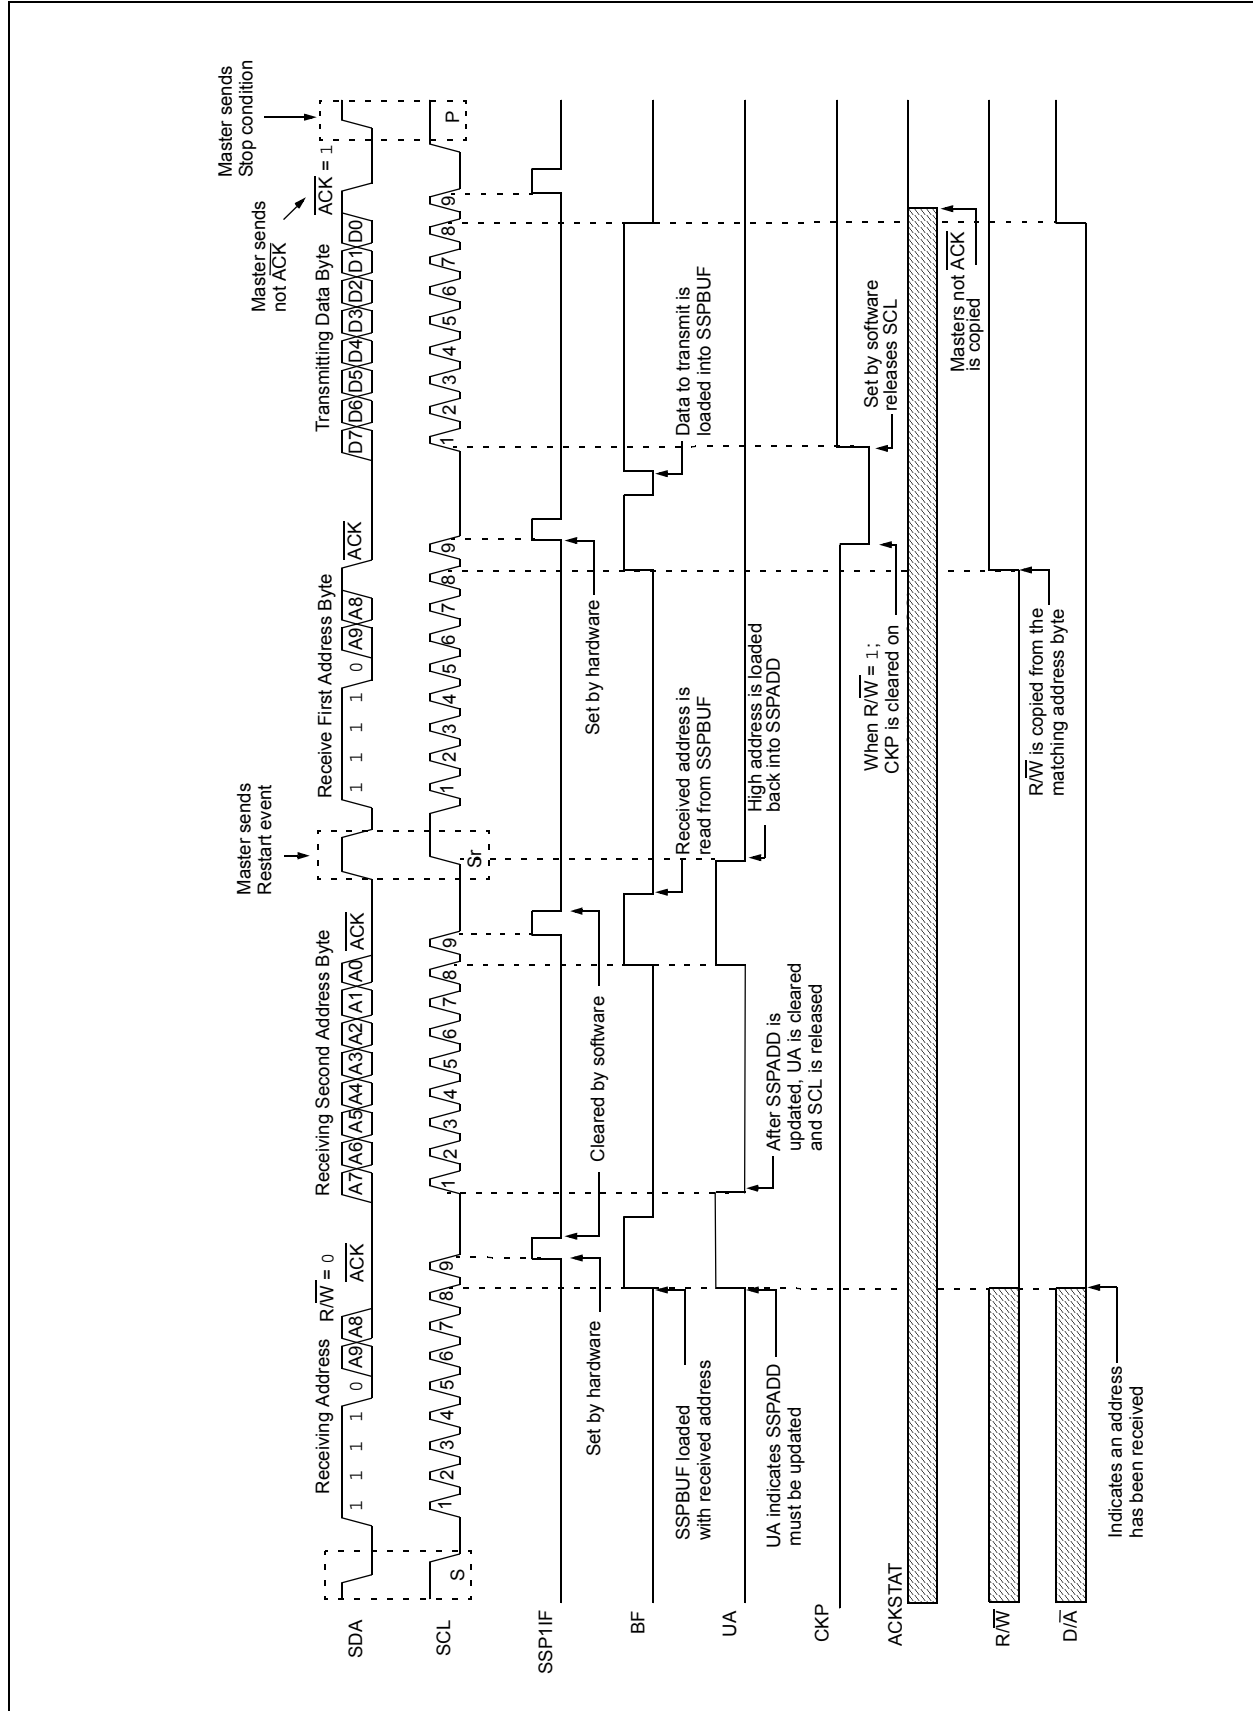 Master sends
Stop condition
Master sends
not ACK
ACK = 1
Master sends
Restart event
Receiving Address R/W = 0
Receiving Second Address Byte
Receive First Address Byte
Transmitting Data Byte
SDA
1 1 1 1 0 A9 A8 ACK
A7 A6 A5 A4 A3 A2 A1 A0 ACK
1 1 1 1 0 A9 A8 ACK
D7 D6 D5 D4 D3 D2 D1 D0
SCL
S
1 2 3 4 5 6 7 8 9
1 2 3 4 5 6 7 8 9
Sr
1 2 3 4 5 6 7 8 9
1 2 3 4 5 6 7 8 9
P
SSP1IF
Set by hardware
Cleared by software
Set by hardware
BF
SSPBUF loaded
with received address
Received address is
read from SSPBUF
Data to transmit is
loaded into SSPBUF
UA
UA indicates SSPADD
must be updated
After SSPADD is
updated, UA is cleared
and SCL is released
High address is loaded
back into SSPADD
CKP
When R/W = 1;
CKP is cleared on
Set by software
releases SCL
ACKSTAT
Masters not ACK
is copied
R/W
R/W is copied from the
matching address byte
D/A
Indicates an address
has been received